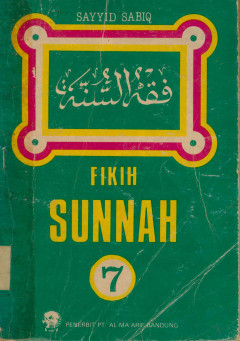 SAYYID SABIQ
فقه السنة
FIKIH
SUNNAH
7
PENERBIT PT. AL-MA'ARIF BANDUNG